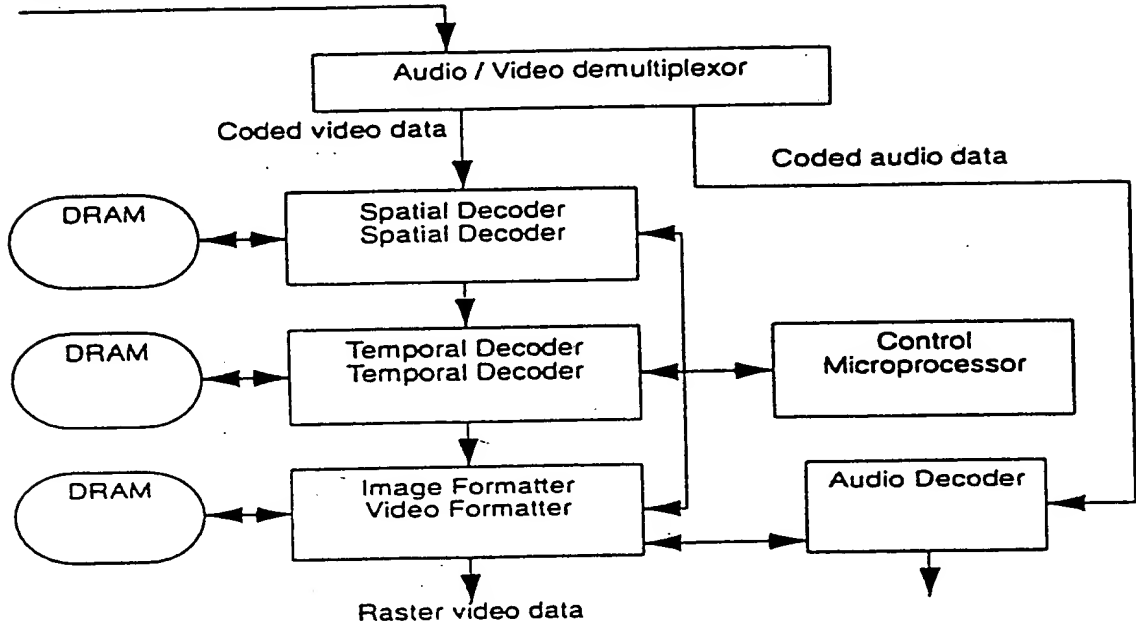 Audio / Video demultiplexor
Coded video data
Coded audio data
DRAM
Spatial Decoder
Spatial Decoder
DRAM
Temporal Decoder
Temporal Decoder
Control
Microprocessor
DRAM
Image Formatter
Video Formatter
Audio Decoder
Raster video data